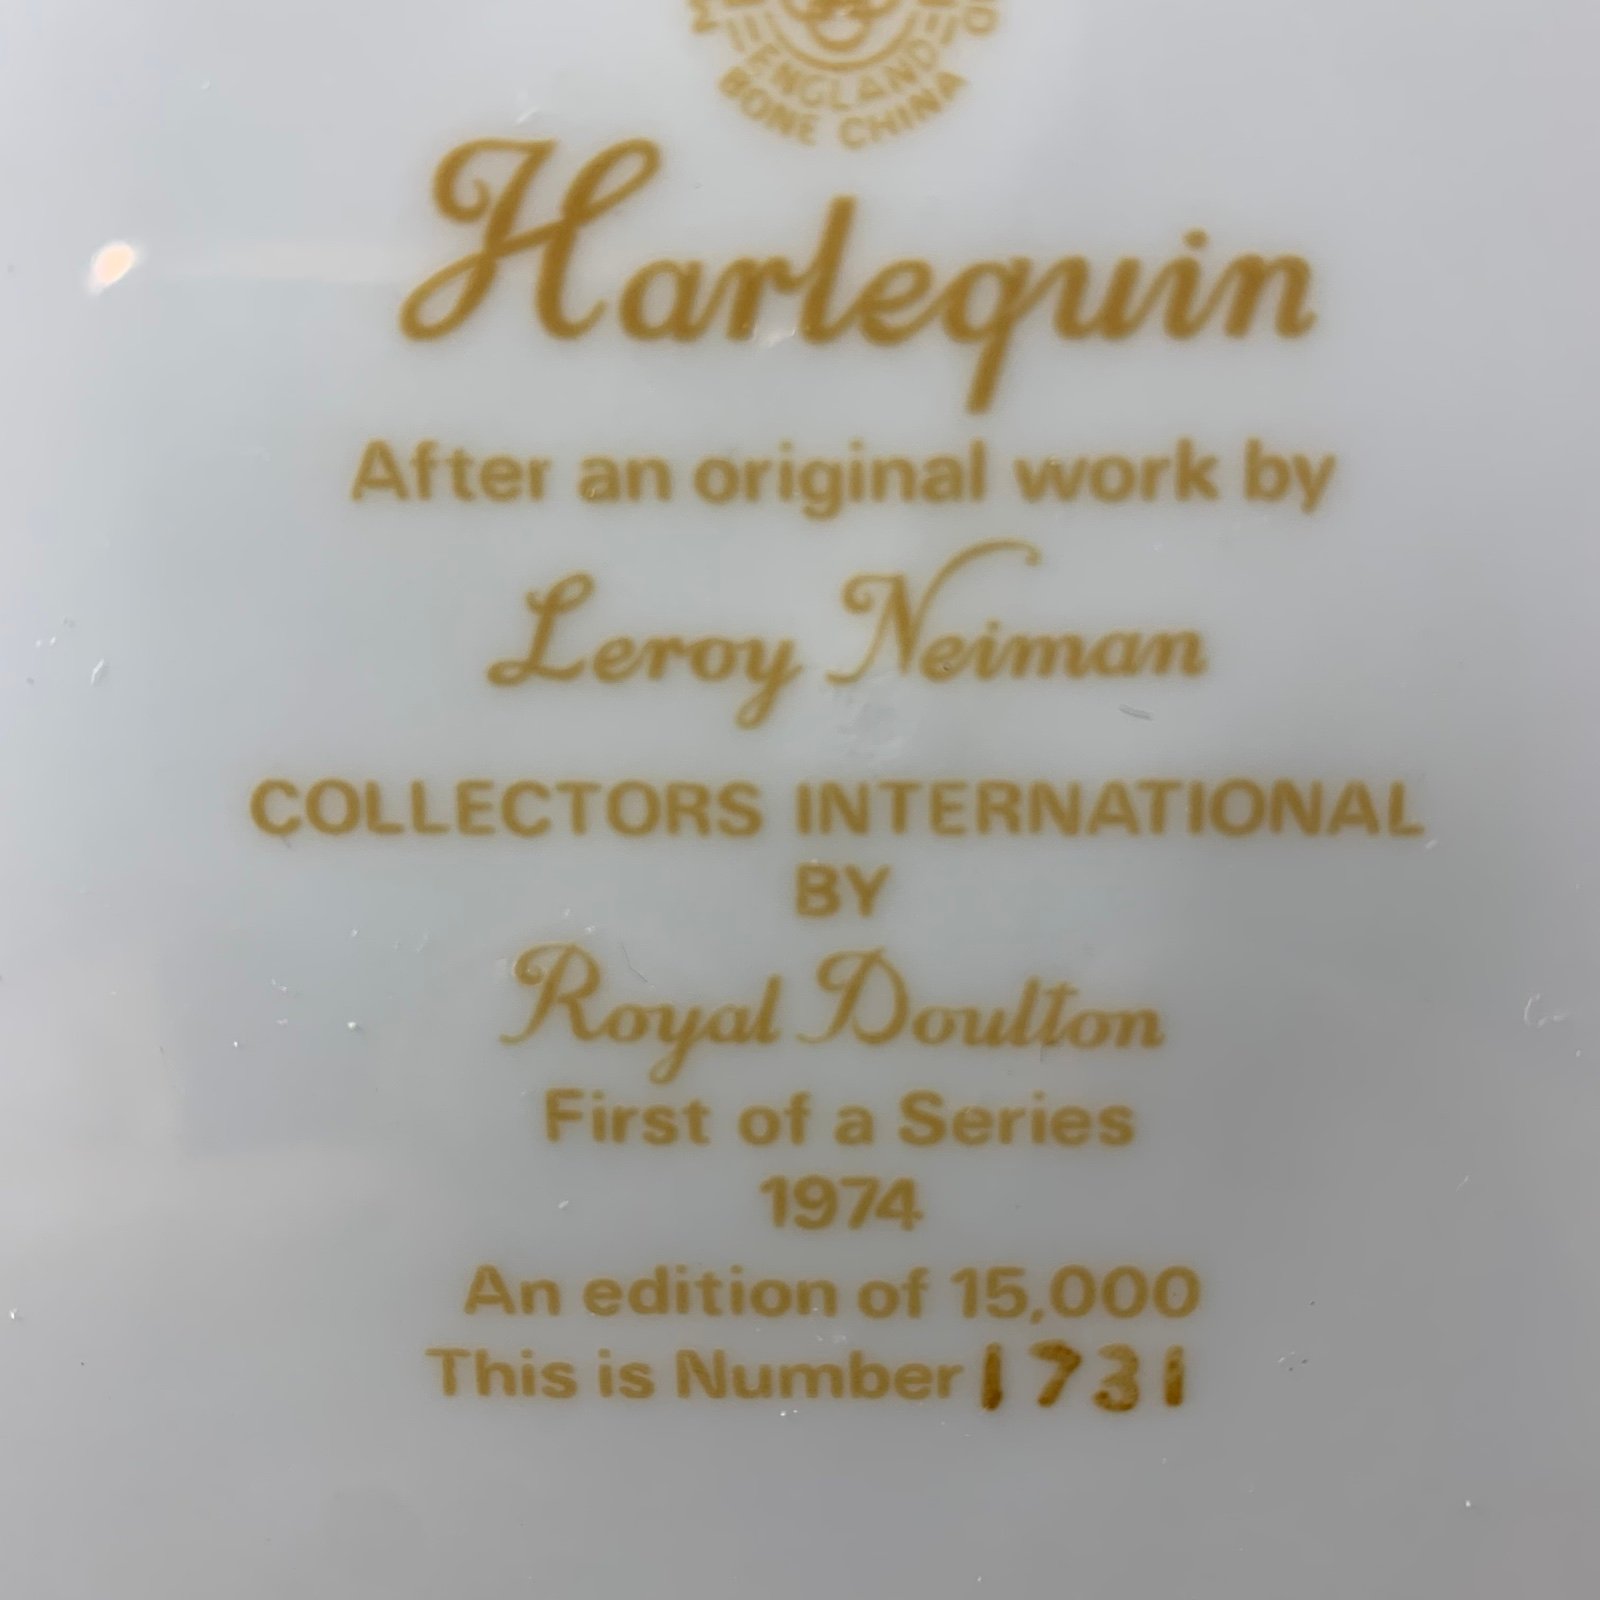 ENGLAND
BONE CHINA
Harlequin
After an original work by
Leroy Neiman
COLLECTORS INTERNATIONAL
BY
Royal Doulton
First of a Series
1974
An edition of 15,000
This is Number 1731